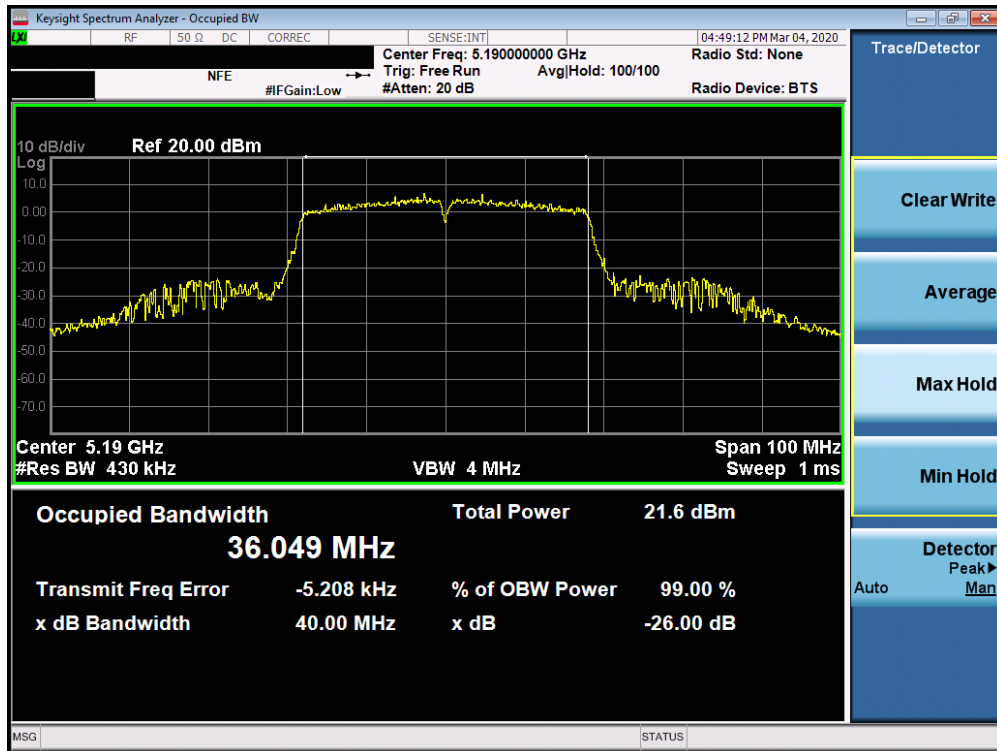 Keysight Spectrum Analyzer - Occupied BW
LXI RF 50 Ω DC CORREC SENSE:INT 04:49:12 PM Mar 04, 2020
Center Freq: 5.190000000 GHz Radio Std: None
NFE Trig: Free Run Avg|Hold: 100/100
#IFGain:Low #Atten: 20 dB Radio Device: BTS
10 dB/div Ref 20.00 dBm
Log
10.0
0.00
-10.0
-20.0
-30.0
-40.0
-50.0
-60.0
-70.0
Center 5.19 GHz Span 100 MHz
#Res BW 430 kHz VBW 4 MHz Sweep 1 ms
Occupied Bandwidth Total Power 21.6 dBm
36.049 MHz
Transmit Freq Error -5.208 kHz % of OBW Power 99.00 %
x dB Bandwidth 40.00 MHz x dB -26.00 dB
MSG STATUS
Trace/Detector
Clear Write
Average
Max Hold
Min Hold
Detector
Peak▶
Auto Man